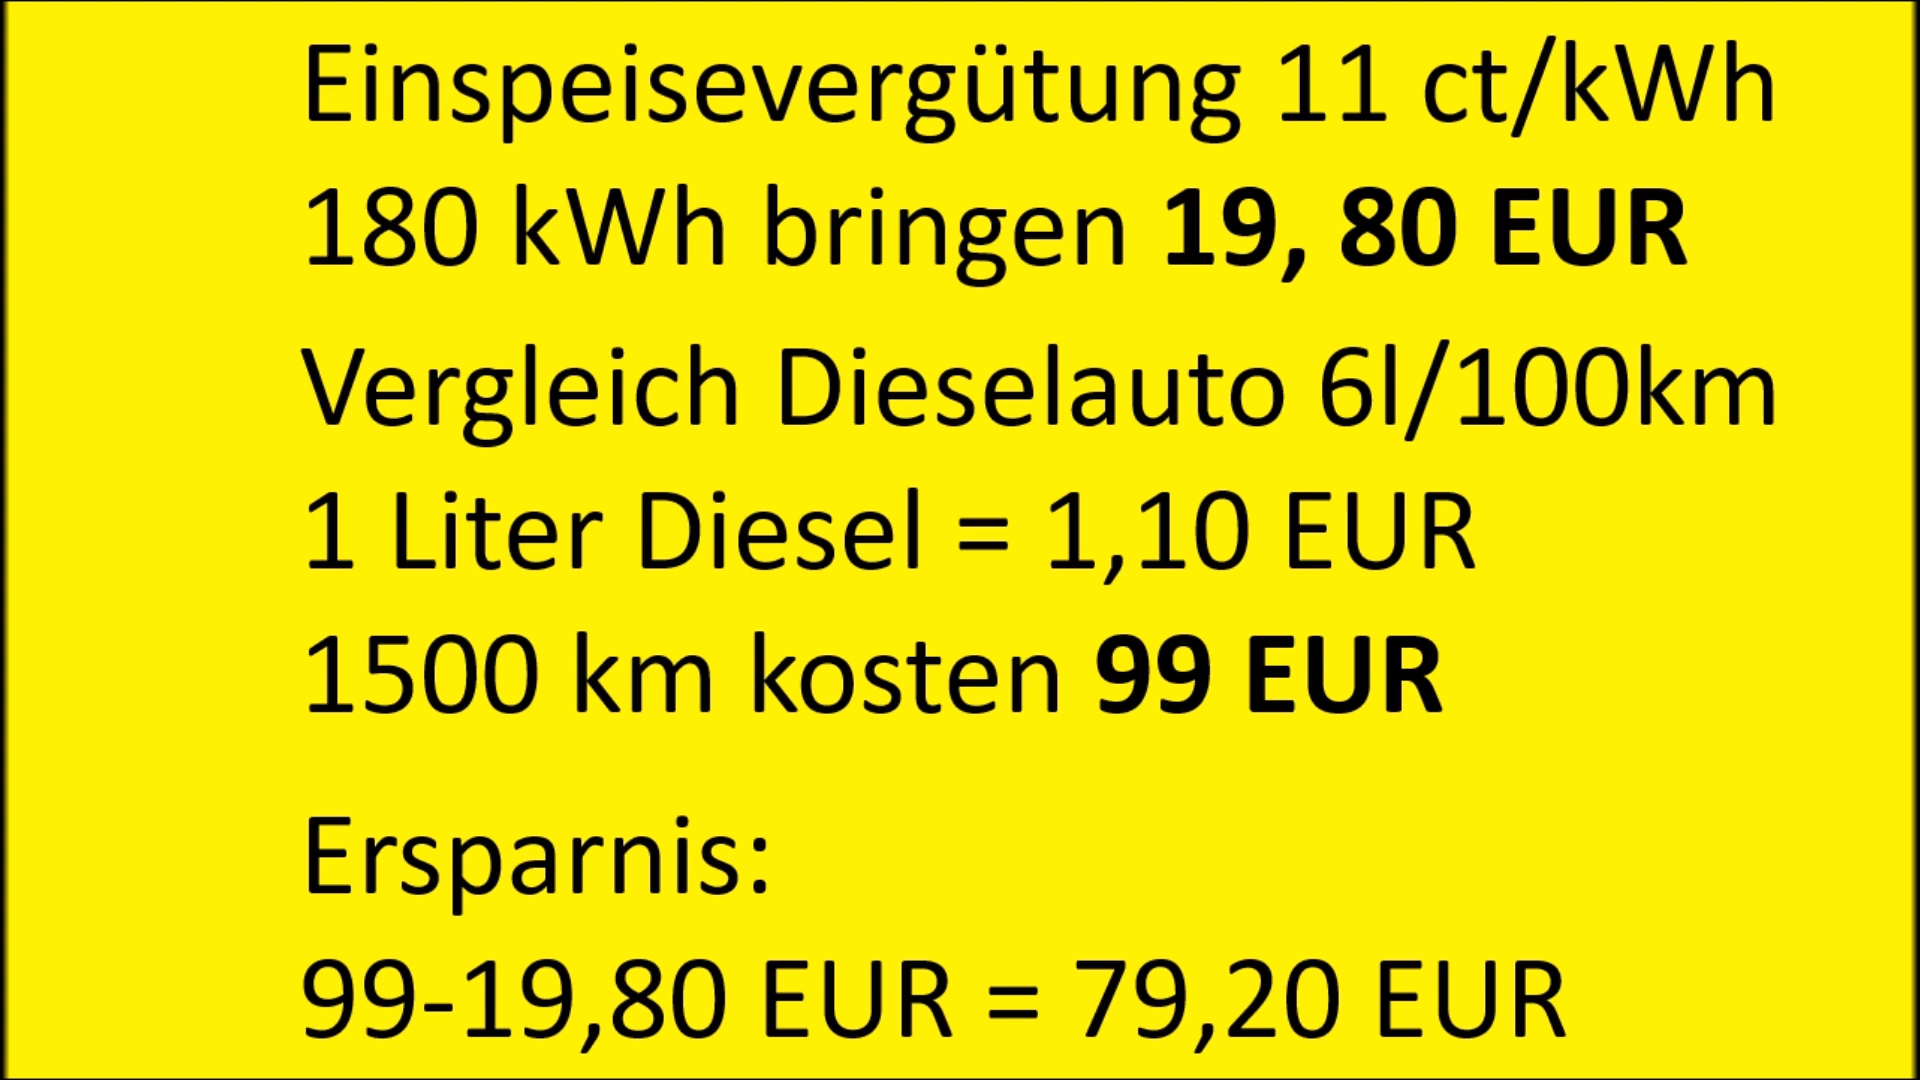 Einspeisevergütung 11 ct/kWh
180 kWh bringen 19, 80 EUR
Vergleich Dieselauto 6l/100km
1 Liter Diesel = 1,10 EUR
1500 km kosten 99 EUR
Ersparnis:
99-19,80 EUR = 79,20 EUR